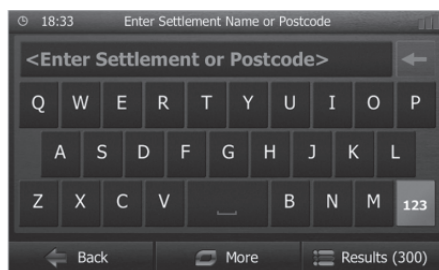 18:33 Enter Settlement Name or Postcode
<Enter Settlement or Postcode>
Q W E R T Y U I O P
A S D F G H J K L
Z X C V B N M 123
Back More Results (300)